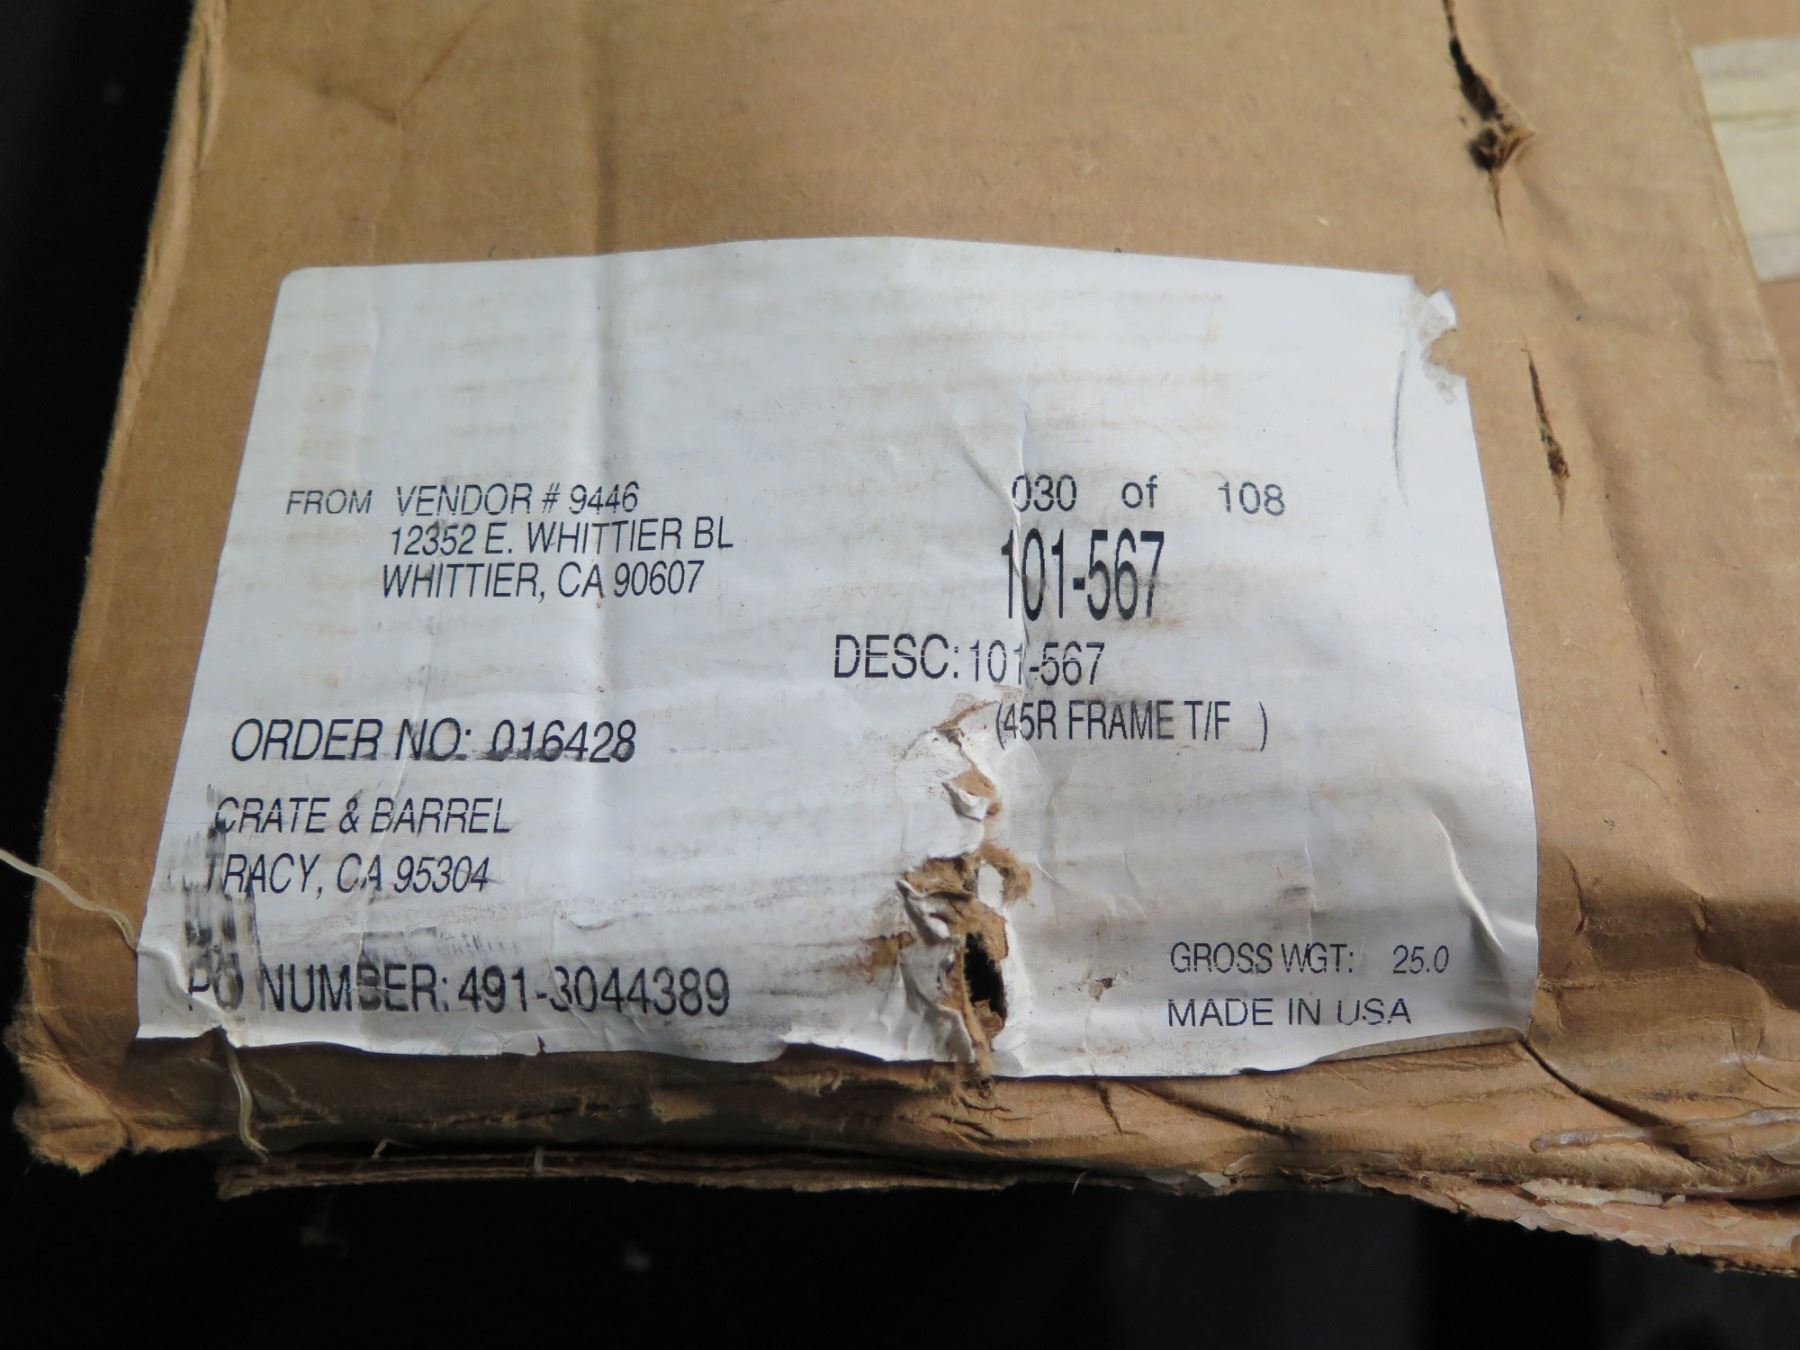 FROM VENDOR # 9446
12352 E. WHITTIER BL
WHITTIER, CA 90607
030 of 108
101-567
DESC: 101-567
(45R FRAME T/F )
ORDER NO: 016428
CRATE & BARREL
TRACY, CA 95304
PO NUMBER: 491-3044389
GROSS WGT: 25.0
MADE IN USA